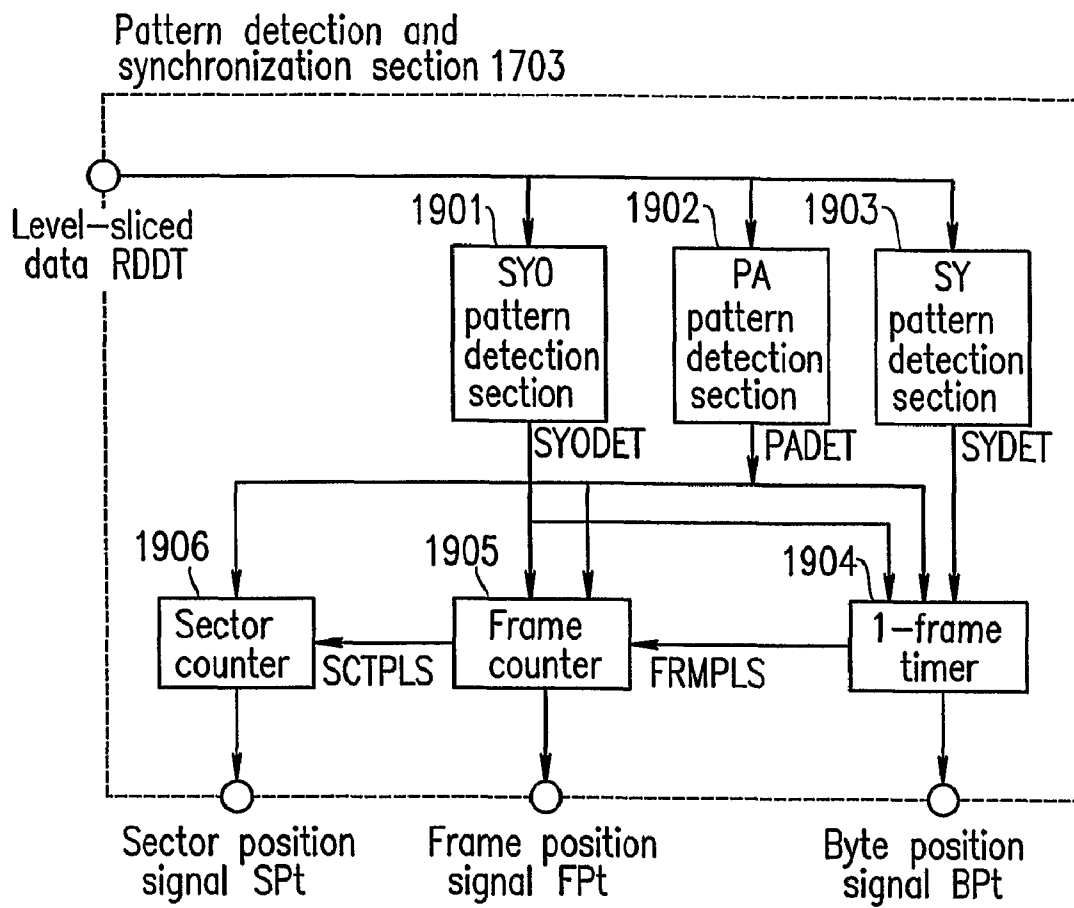 Pattern detection and
synchronization section 1703
Level-sliced
data RDDT
1901
1902
1903
SYO
pattern
detection
section
PA
pattern
detection
section
SY
pattern
detection
section
SYODET
PADET
SYDET
1906
1905
1904
Sector
counter
SCTPLS
Frame
counter
FRMPLS
1-frame
timer
Sector position
signal SPt
Frame position
signal FPt
Byte position
signal BPt